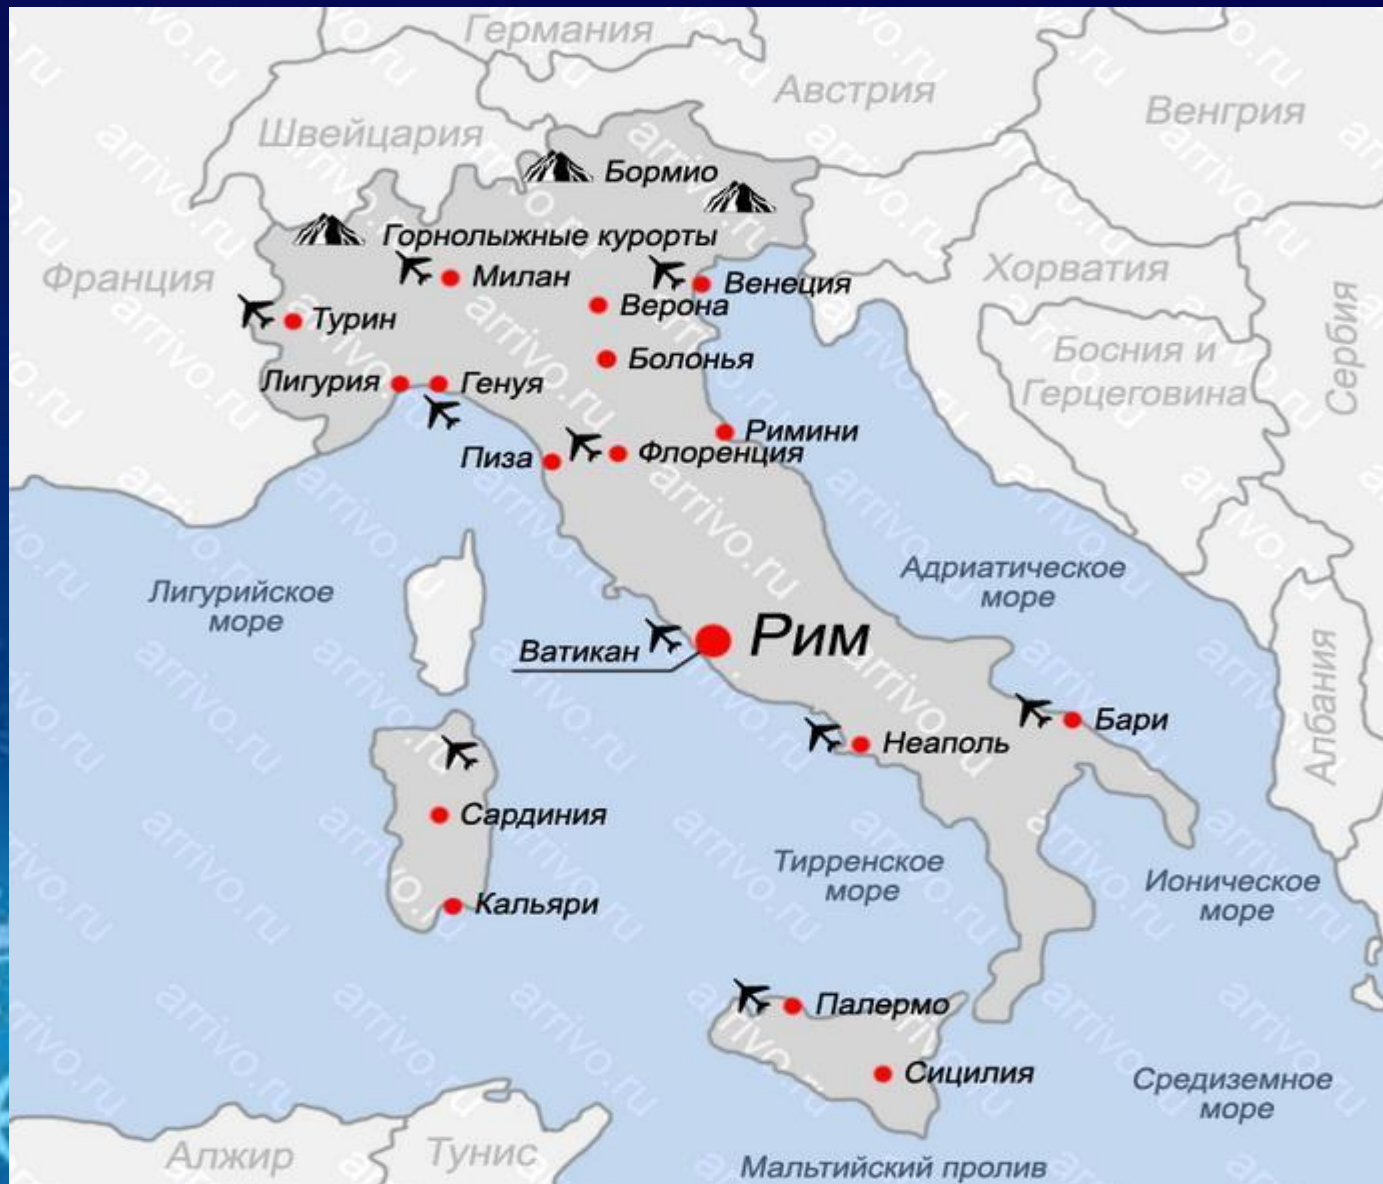 Германия
Австрия
Венгрия
Швейцария
Бормио
Горнолыжные курорты
Франция
Хорватия
Милан
Венеция
Верона
Турин
Сербия
Босния и
Герцеговина
Болонья
Лигурия
Генуя
Римини
Флоренция
Пиза
Адриатическое
море
Лигурийское
море
Рим
Ватикан
Албания
Бари
Неаполь
Сардиния
Тирренское
море
Ионическое
море
Кальяри
Палермо
Сицилия
Средиземное
море
Алжир
Тунис
Мальтийский пролив
arrivo.ru